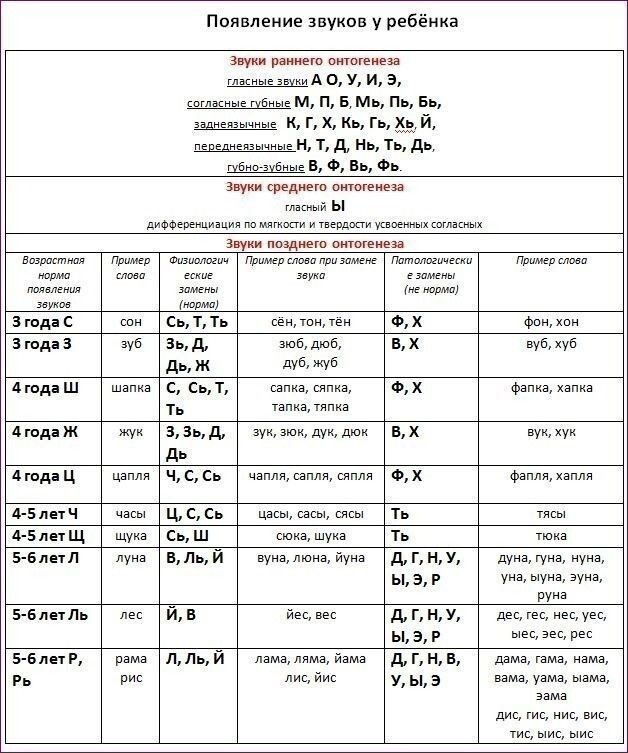 Появление звуков у ребёнка
Звуки раннего онтогенеза
гласные звуки А О, У, И, Э,
согласные губные М, П, Б, Мь, Пь, Бь,
заднеязычные К, Г, Х, Кь, Гь, Хь, Й,
переднеязычные Н, Т, Д, Нь, Ть, Дь,
губно-зубные В, Ф, Вь, Фь.
Звуки среднего онтогенеза
гласный Ы
дифференциация по мягкости и твердости усвоенных согласных
Звуки позднего онтогенеза
Возрастная
норма
появления
звуков
Пример
слова
Физиологич
еские
замены
(норма)
Пример слова при замене
звука
Патологически
е замены
(не норма)
Пример слова
3 года С
сон
Сь, Т, Ть
сён, тон, тён
Ф, Х
фон, хон
3 года З
зуб
Зь, Д,
Дь, Ж
зюб, дюб,
дуб, жуб
В, Х
вуб, хуб
4 года Ш
шапка
С, Сь, Т,
Ть
сапка, сяпка,
тапка, тяпка
Ф, Х
фапка, хапка
4 года Ж
жук
З, Зь, Д,
Дь
зук, зюк, дук, дюк
В, Х
вук, хук
4 года Ц
цапля
Ч, С, Сь
чапля, сапля, сяпля
Ф, Х
фапля, хапля
4-5 лет Ч
часы
Ц, С, Сь
цасы, сасы, сясы
Ть
тясы
4-5 лет Щ
щука
Сь, Ш
сюка, шука
Ть
тюка
5-6 лет Л
луна
В, Ль, Й
вуна, люна, йуна
Д, Г, Н, У,
Ы, Э, Р
дуна, гуна, нуна,
уна, ыуна, эуна,
руна
5-6 лет Ль
лес
Й, В
йес, вес
Д, Г, Н, У,
Ы, Э, Р
дес, гес, нес, уес,
ыес, эес, рес
5-6 лет Р,
Рь
рама
рис
Л, Ль, Й
лама, ляма, йама
лис, йис
Д, Г, Н, В,
У, Ы, Э
дама, гама, нама,
вама, уама, ыама,
эама
дис, гис, нис, вис,
тис, ыис, ыис